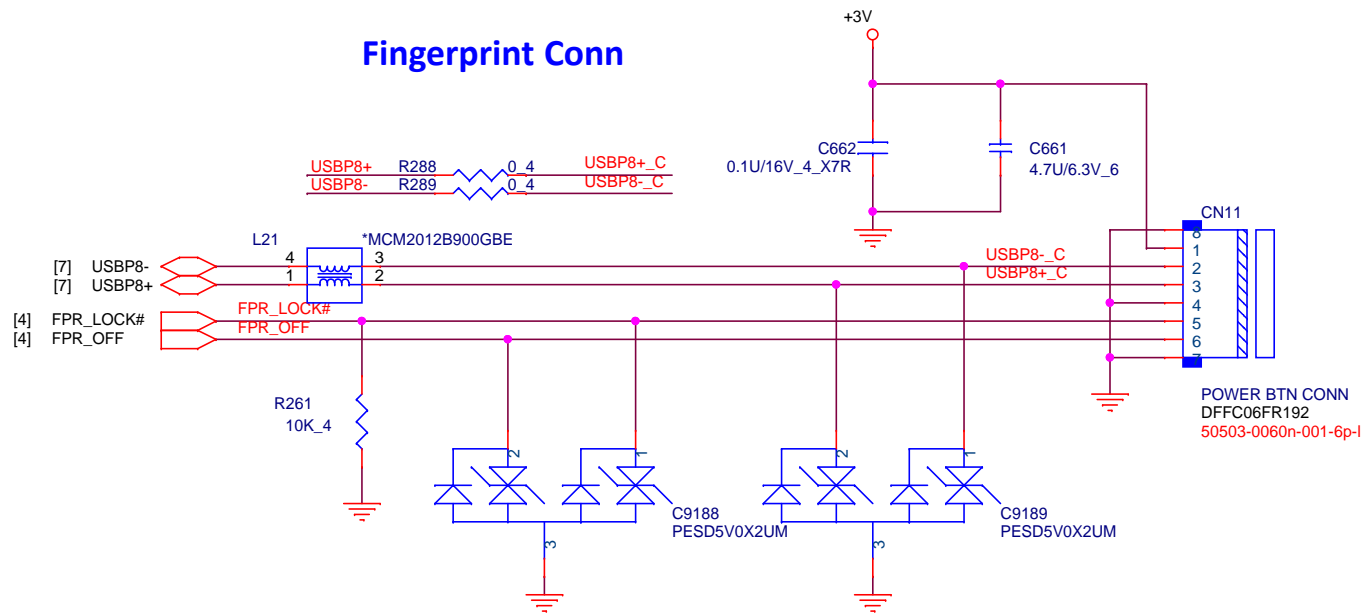 +3V
Fingerprint Conn
C662
0.1U/16V_4_X7R
C661
4.7U/6.3V_6
USBP8+ R288 0_4 USBP8+_C
USBP8- R289 0_4 USBP8-_C
CN11
L21 *MCM2012B900GBE
8
1
2
3
4
5
6
7
[7] USBP8- 4 3 USBP8-_C
[7] USBP8+ 1 2 USBP8+_C
[4] FPR_LOCK# FPR_LOCK#
[4] FPR_OFF FPR_OFF
POWER BTN CONN
DFFC06FR192
50503-0060n-001-6p-l
R261
10K_4
2 1 2 1
C9188
PESD5V0X2UM
C9189
PESD5V0X2UM
3 3